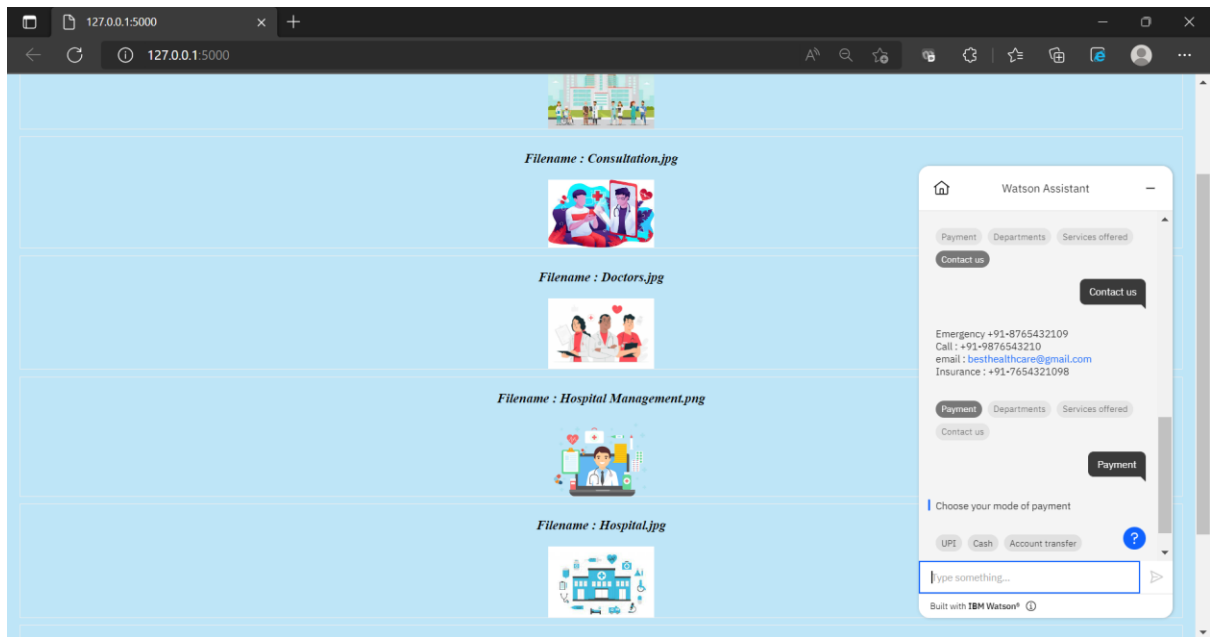 127.0.0.1:5000
127.0.0.1:5000
Filename : Consultation.jpg
Filename : Doctors.jpg
Filename : Hospital Management.png
Filename : Hospital.jpg
Watson Assistant
Payment Departments Services offered
Contact us
Contact us
Emergency +91-8765432109
Call : +91-9876543210
email : besthealthcare@gmail.com
Insurance : +91-7654321098
Payment Departments Services offered
Contact us
Payment
Choose your mode of payment
UPI Cash Account transfer
?
Type something...
Built with IBM Watson®